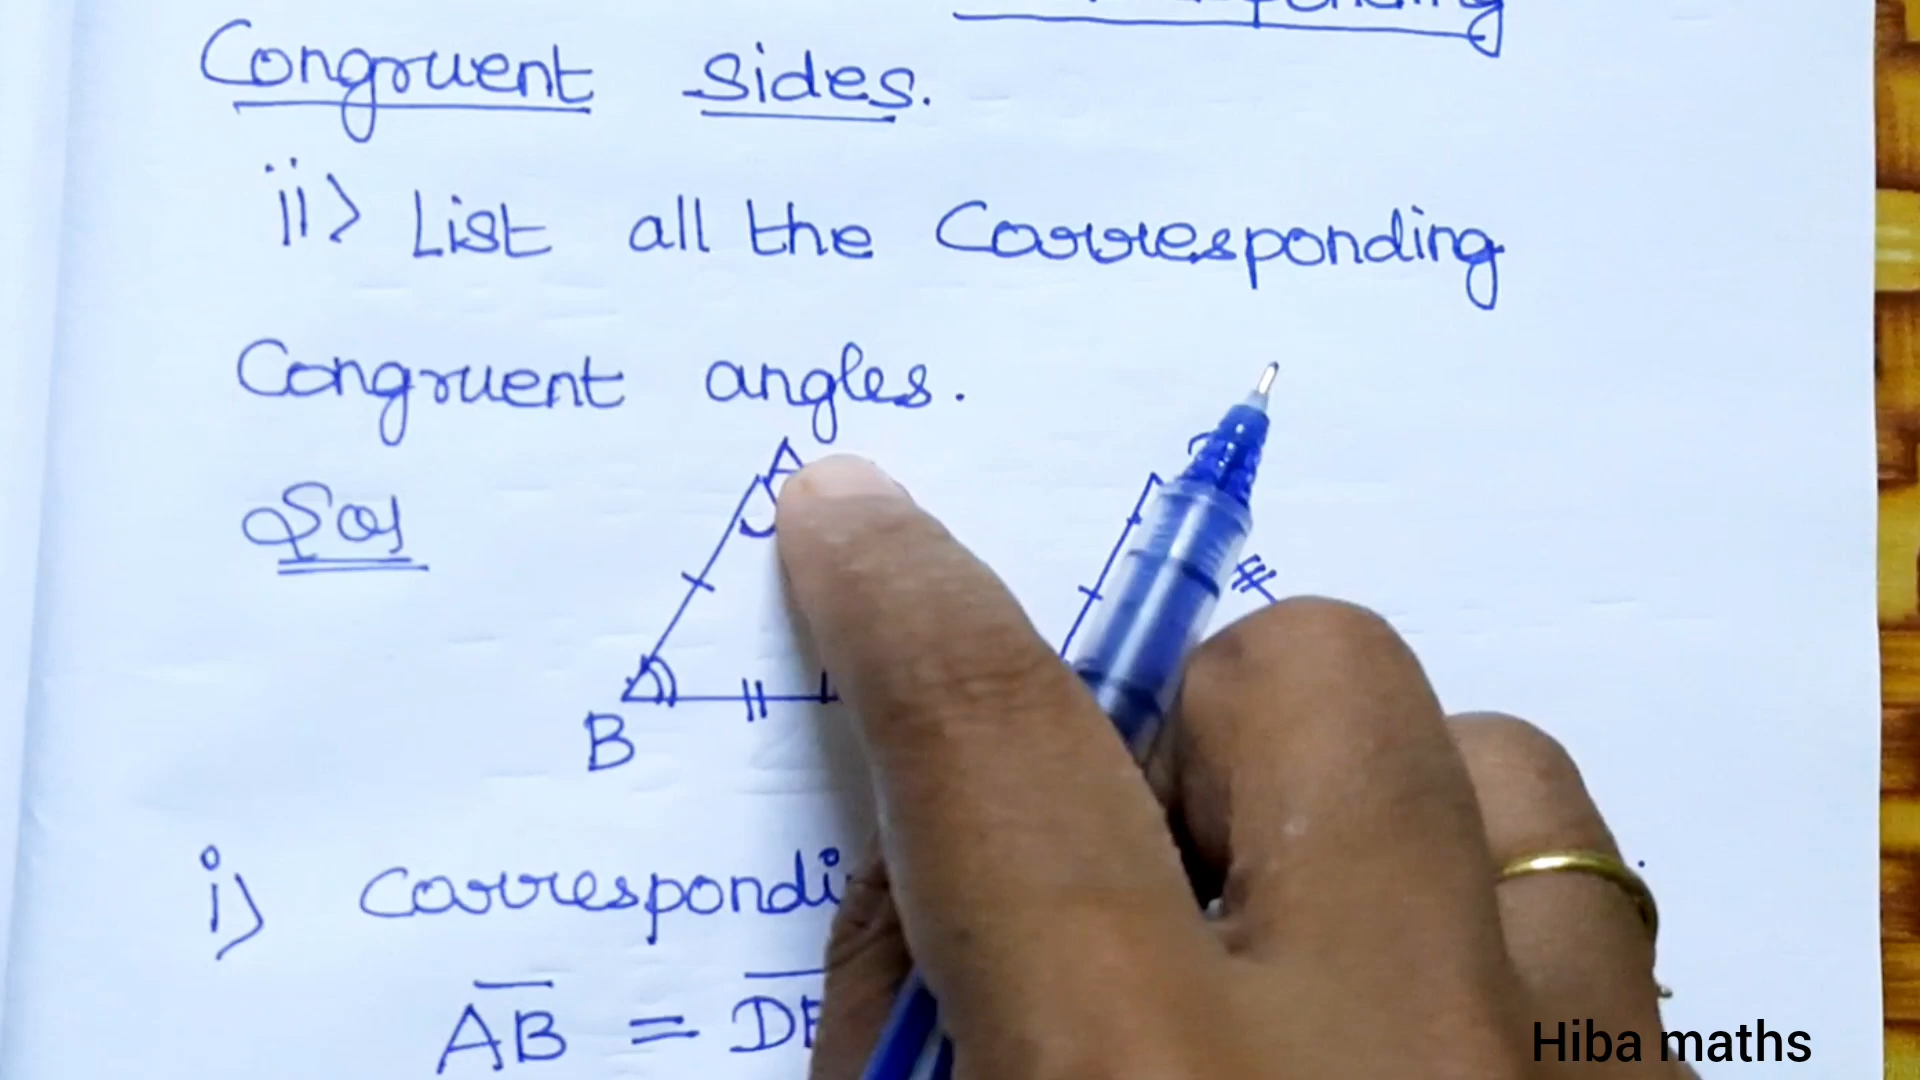 Congruent sides.
ii) List all the Corresponding
Congruent angles.
Sol
A
B
i) Correspondi
AB = DE
Hiba maths